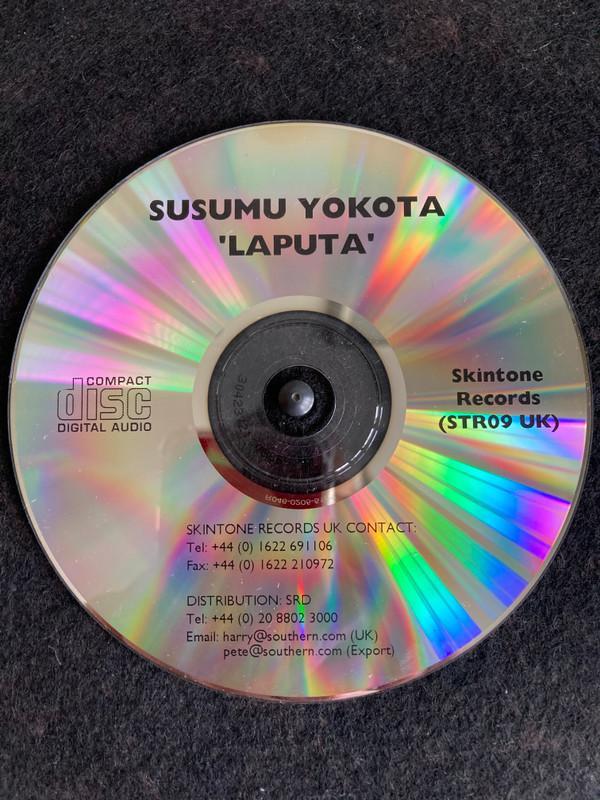 SUSUMU YOKOTA
'LAPUTA'
COMPACT
disc
DIGITAL AUDIO
Skintone
Records
(STR09 UK)
SKINTONE RECORDS UK CONTACT:
Tel: +44 (0) 1622 691106
Fax: +44 (0) 1622 210972
DISTRIBUTION: SRD
Tel: +44 (0) 20 8802 3000
Email: harry@southern.com (UK)
pete@southern.com (Export)